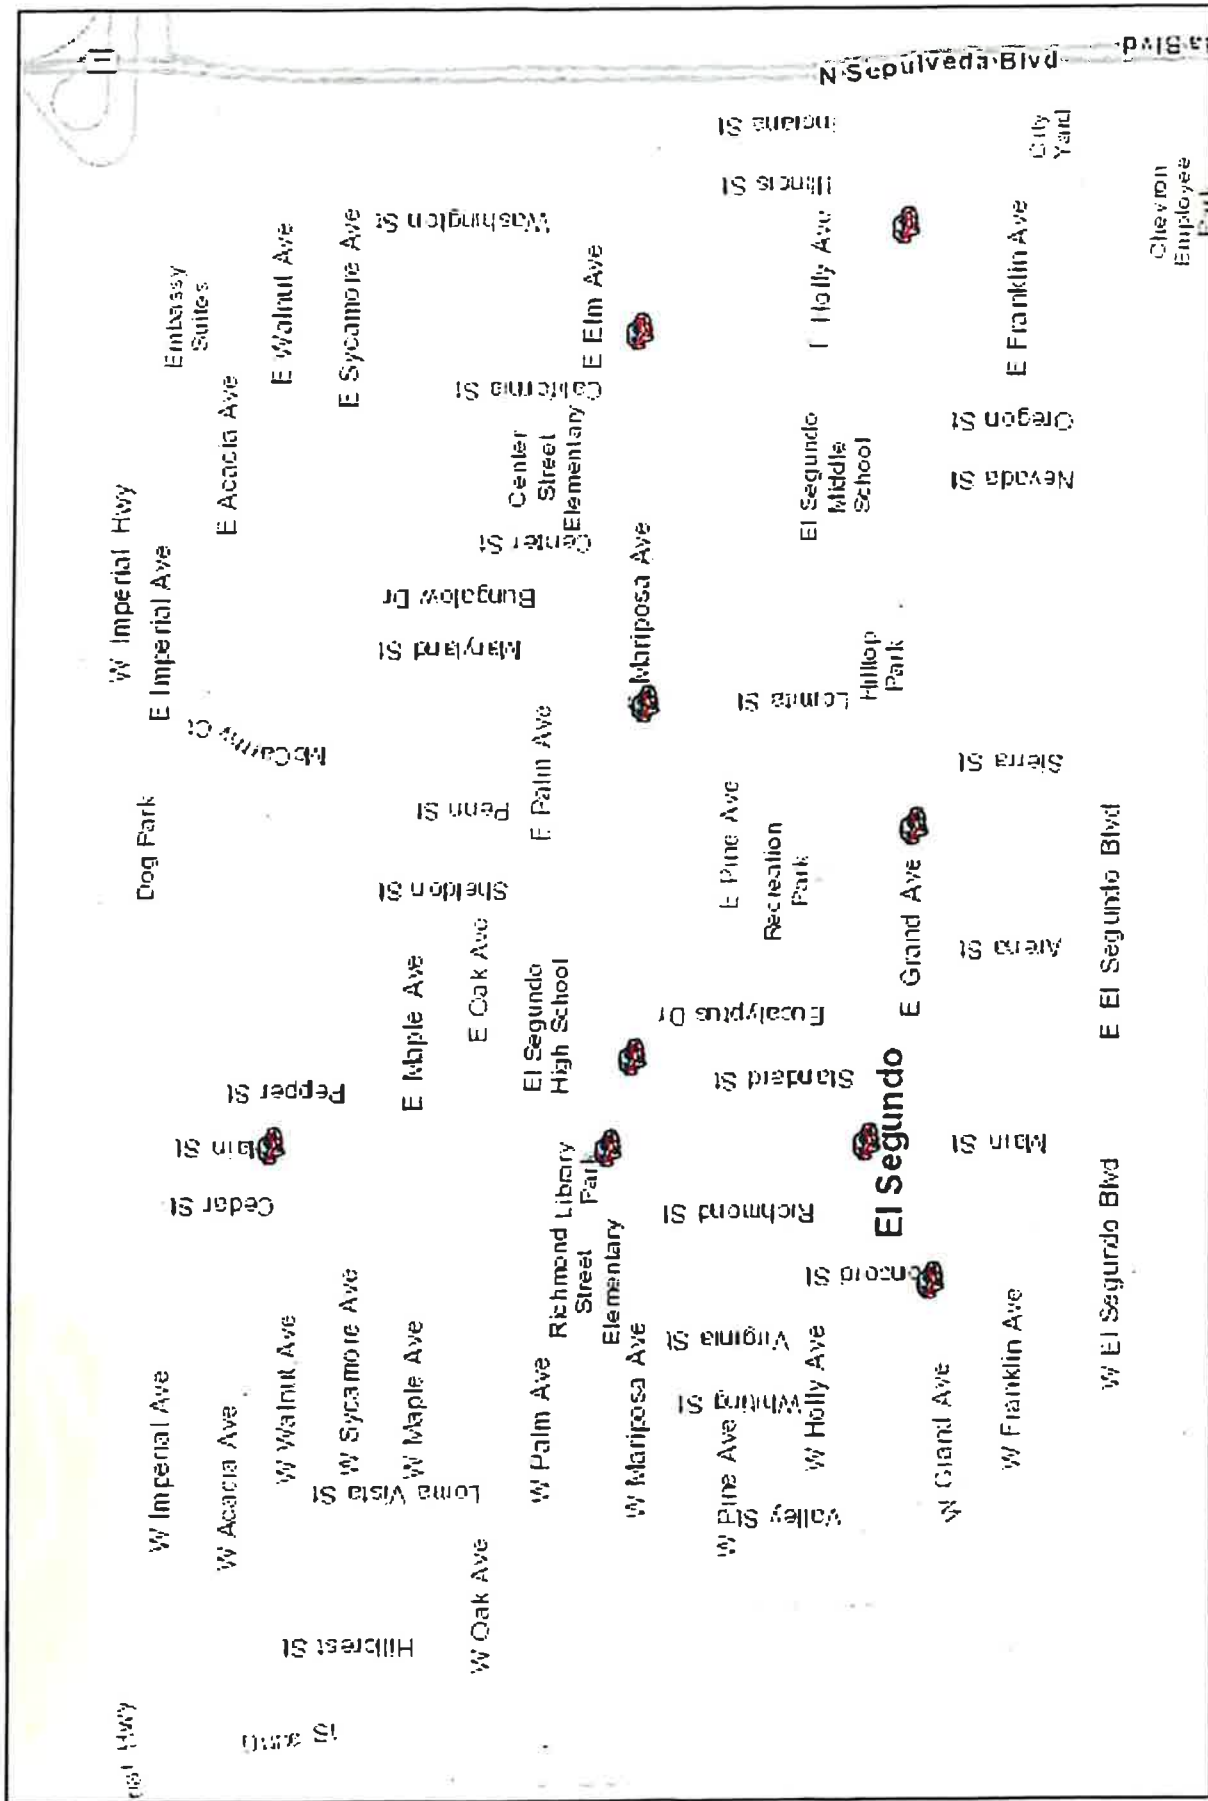 W Imperial Hwy
E Imperial Ave
W Imperial Ave
Dog Park
Embassy
Suites
McCarthy Ct
E Acacia Ave
W Acacia Ave
E Walnut Ave
W Walnut Ave
E Sycamore Ave
W Sycamore Ave
Main St
Cedar St
Pepper St
Hillcrest St
Loma Vista St
E Maple Ave
W Maple Ave
Washington St
California St
Center St
Bungalow Dr
Maryland St
Penn St
Sheldon St
E Oak Ave
W Oak Ave
Center
Street
Elementary
E Palm Ave
W Palm Ave
El Segundo
High School
Richmond
Street
Elementary
Library
E Elm Ave
Mariposa Ave
W Mariposa Ave
Indiana St
Illinois St
Lomita St
Eucalyptus Dr
Standard St
Richmond St
Virginia St
Whiting St
Valley St
E Pine Ave
W Pine Ave
Recreation
Park
Holly Ave
W Holly Ave
El Segundo
Middle
School
Hilltop
Park
El Segundo
E Grand Ave
W Grand Ave
N Sepulveda Blvd
Oregon St
Nevada St
Sierra St
Arena St
Main St
E Franklin Ave
W Franklin Ave
City
Yard
E El Segundo Blvd
W El Segundo Blvd
Chevron
Employee